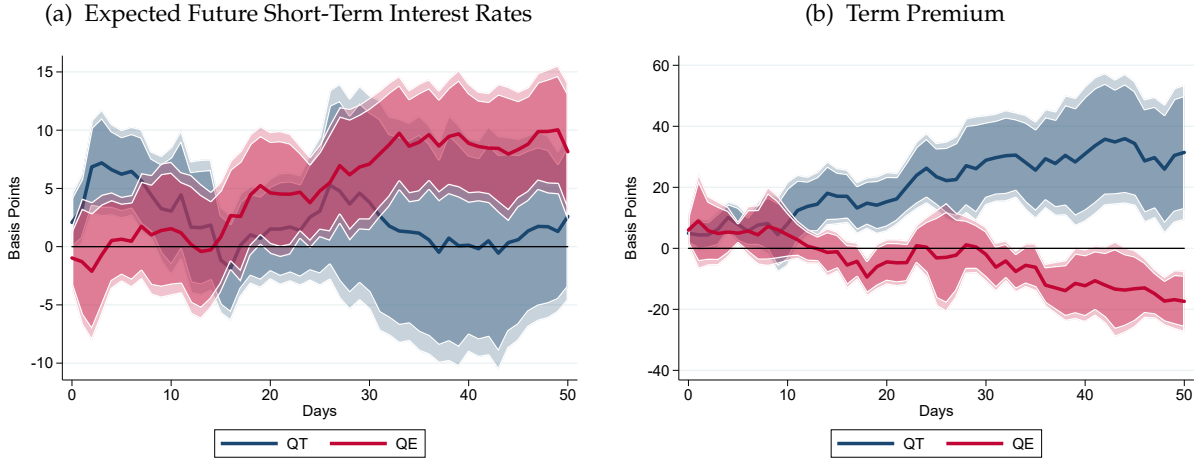 (a) Expected Future Short-Term Interest Rates
15
10
5
0
-5
-10
Basis Points
0 10 20 30 40 50
Days
QT QE
(b) Term Premium
60
40
20
0
-20
-40
Basis Points
0 10 20 30 40 50
Days
QT QE